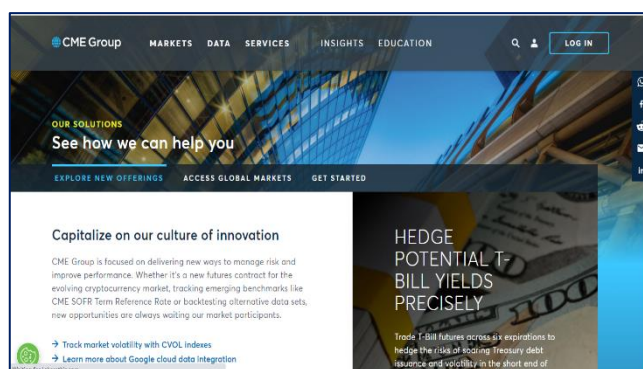 CME Group
MARKETS DATA SERVICES INSIGHTS EDUCATION
LOG IN
OUR SOLUTIONS
See how we can help you
EXPLORE NEW OFFERINGS ACCESS GLOBAL MARKETS GET STARTED
Capitalize on our culture of innovation
CME Group is focused on delivering new ways to manage risk and
improve performance. Whether it's a new futures contract for the
evolving cryptocurrency market, tracking emerging benchmarks like
CME SOFR Term Reference Rate or backtesting alternative data sets,
new opportunities are always waiting our market participants.
→ Track market volatility with CVOL indexes
→ Learn more about Google cloud data integration
HEDGE
POTENTIAL T-
BILL YIELDS
PRECISELY
Trade T-Bill futures across six expirations to
hedge the risks of soaring Treasury debt
issuance and volatility in the short end of